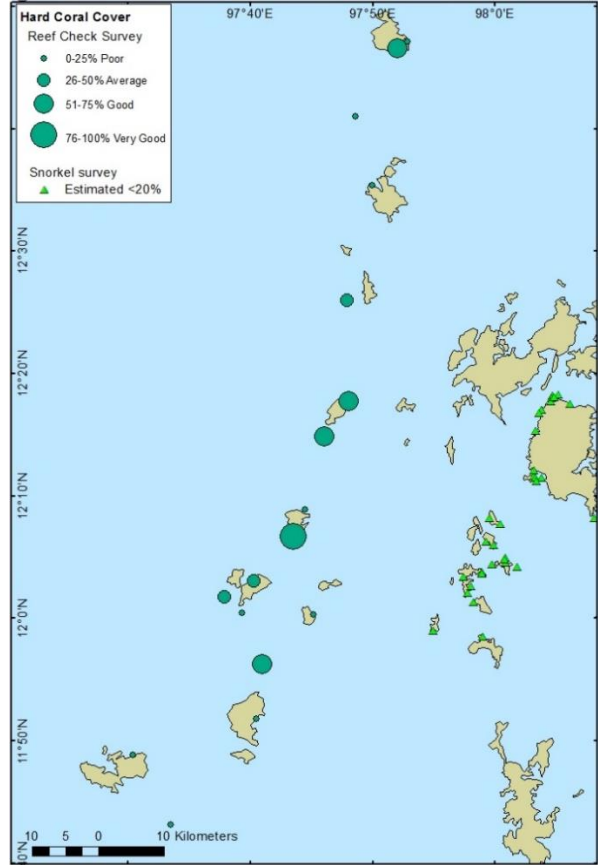 Hard Coral Cover
Reef Check Survey
0-25% Poor
26-50% Average
51-75% Good
76-100% Very Good
Snorkel survey
Estimated <20%
97°40'E
97°50'E
98°0'E
12°30'N
12°20'N
12°10'N
12°0'N
11°50'N
0'N
10 5 0 10 Kilometers